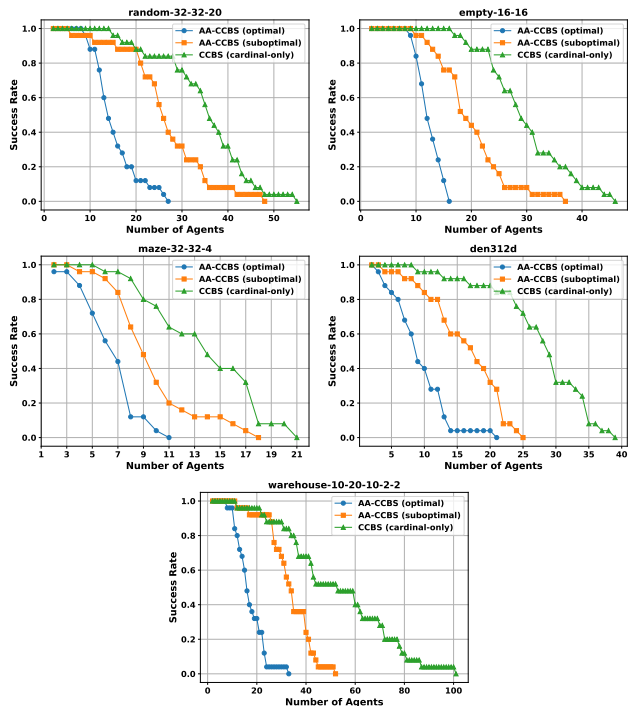 random-32-32-20
Success Rate
1.0
0.8
0.6
0.4
0.2
0.0
AA-CCBS (optimal)
AA-CCBS (suboptimal)
CCBS (cardinal-only)
0 10 20 30 40 50
Number of Agents
empty-16-16
Success Rate
1.0
0.8
0.6
0.4
0.2
0.0
AA-CCBS (optimal)
AA-CCBS (suboptimal)
CCBS (cardinal-only)
0 10 20 30 40
Number of Agents
maze-32-32-4
Success Rate
1.0
0.8
0.6
0.4
0.2
0.0
AA-CCBS (optimal)
AA-CCBS (suboptimal)
CCBS (cardinal-only)
1 3 5 7 9 11 13 15 17 19 21
Number of Agents
den312d
Success Rate
1.0
0.8
0.6
0.4
0.2
0.0
AA-CCBS (optimal)
AA-CCBS (suboptimal)
CCBS (cardinal-only)
5 10 15 20 25 30 35 40
Number of Agents
warehouse-10-20-10-2-2
Success Rate
1.0
0.8
0.6
0.4
0.2
0.0
AA-CCBS (optimal)
AA-CCBS (suboptimal)
CCBS (cardinal-only)
0 20 40 60 80 100
Number of Agents